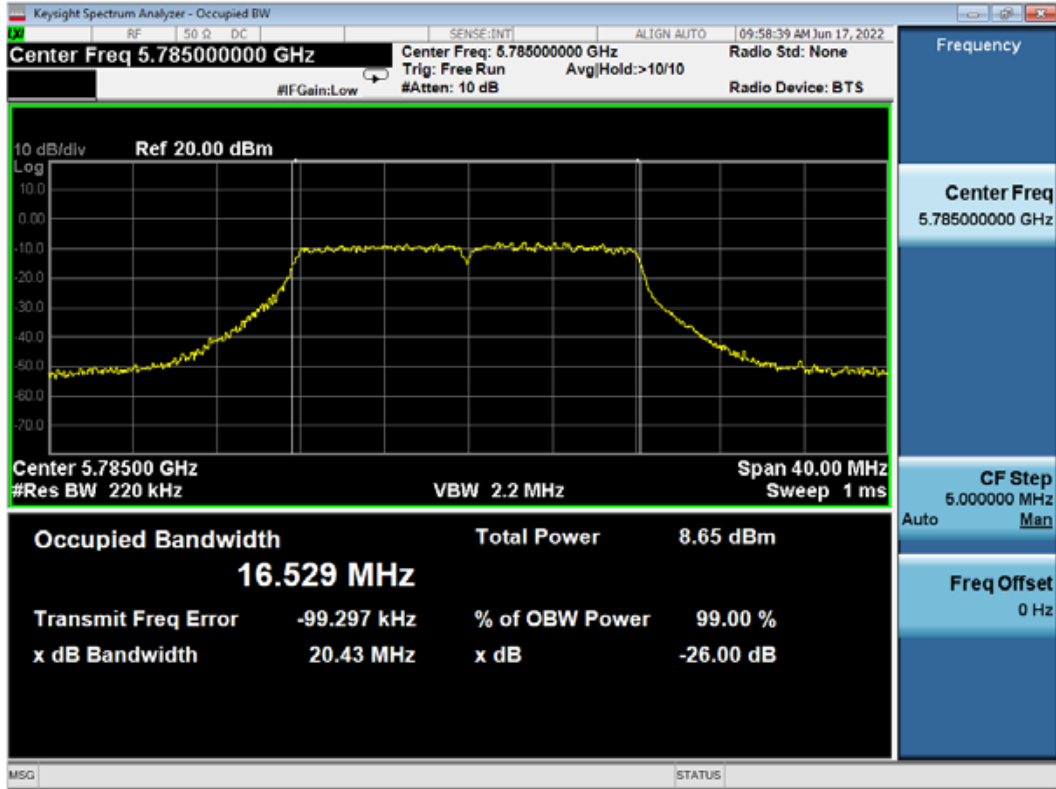 Keysight Spectrum Analyzer - Occupied BW
RF 50 Ω DC SENSE:INT ALIGN AUTO 09:58:39 AM Jun 17, 2022
Center Freq 5.785000000 GHz
Center Freq: 5.785000000 GHz
Radio Std: None
Trig: Free Run Avg|Hold:>10/10
#IFGain:Low
#Atten: 10 dB
Radio Device: BTS
10 dB/div Ref 20.00 dBm
Log
10.0
0.00
-10.0
-20.0
-30.0
-40.0
-50.0
-60.0
-70.0
Center 5.78500 GHz Span 40.00 MHz
#Res BW 220 kHz VBW 2.2 MHz Sweep 1 ms
Occupied Bandwidth Total Power 8.65 dBm
16.529 MHz
Transmit Freq Error -99.297 kHz % of OBW Power 99.00 %
x dB Bandwidth 20.43 MHz x dB -26.00 dB
MSG STATUS
Frequency
Center Freq
5.785000000 GHz
CF Step
5.000000 MHz
Auto Man
Freq Offset
0 Hz